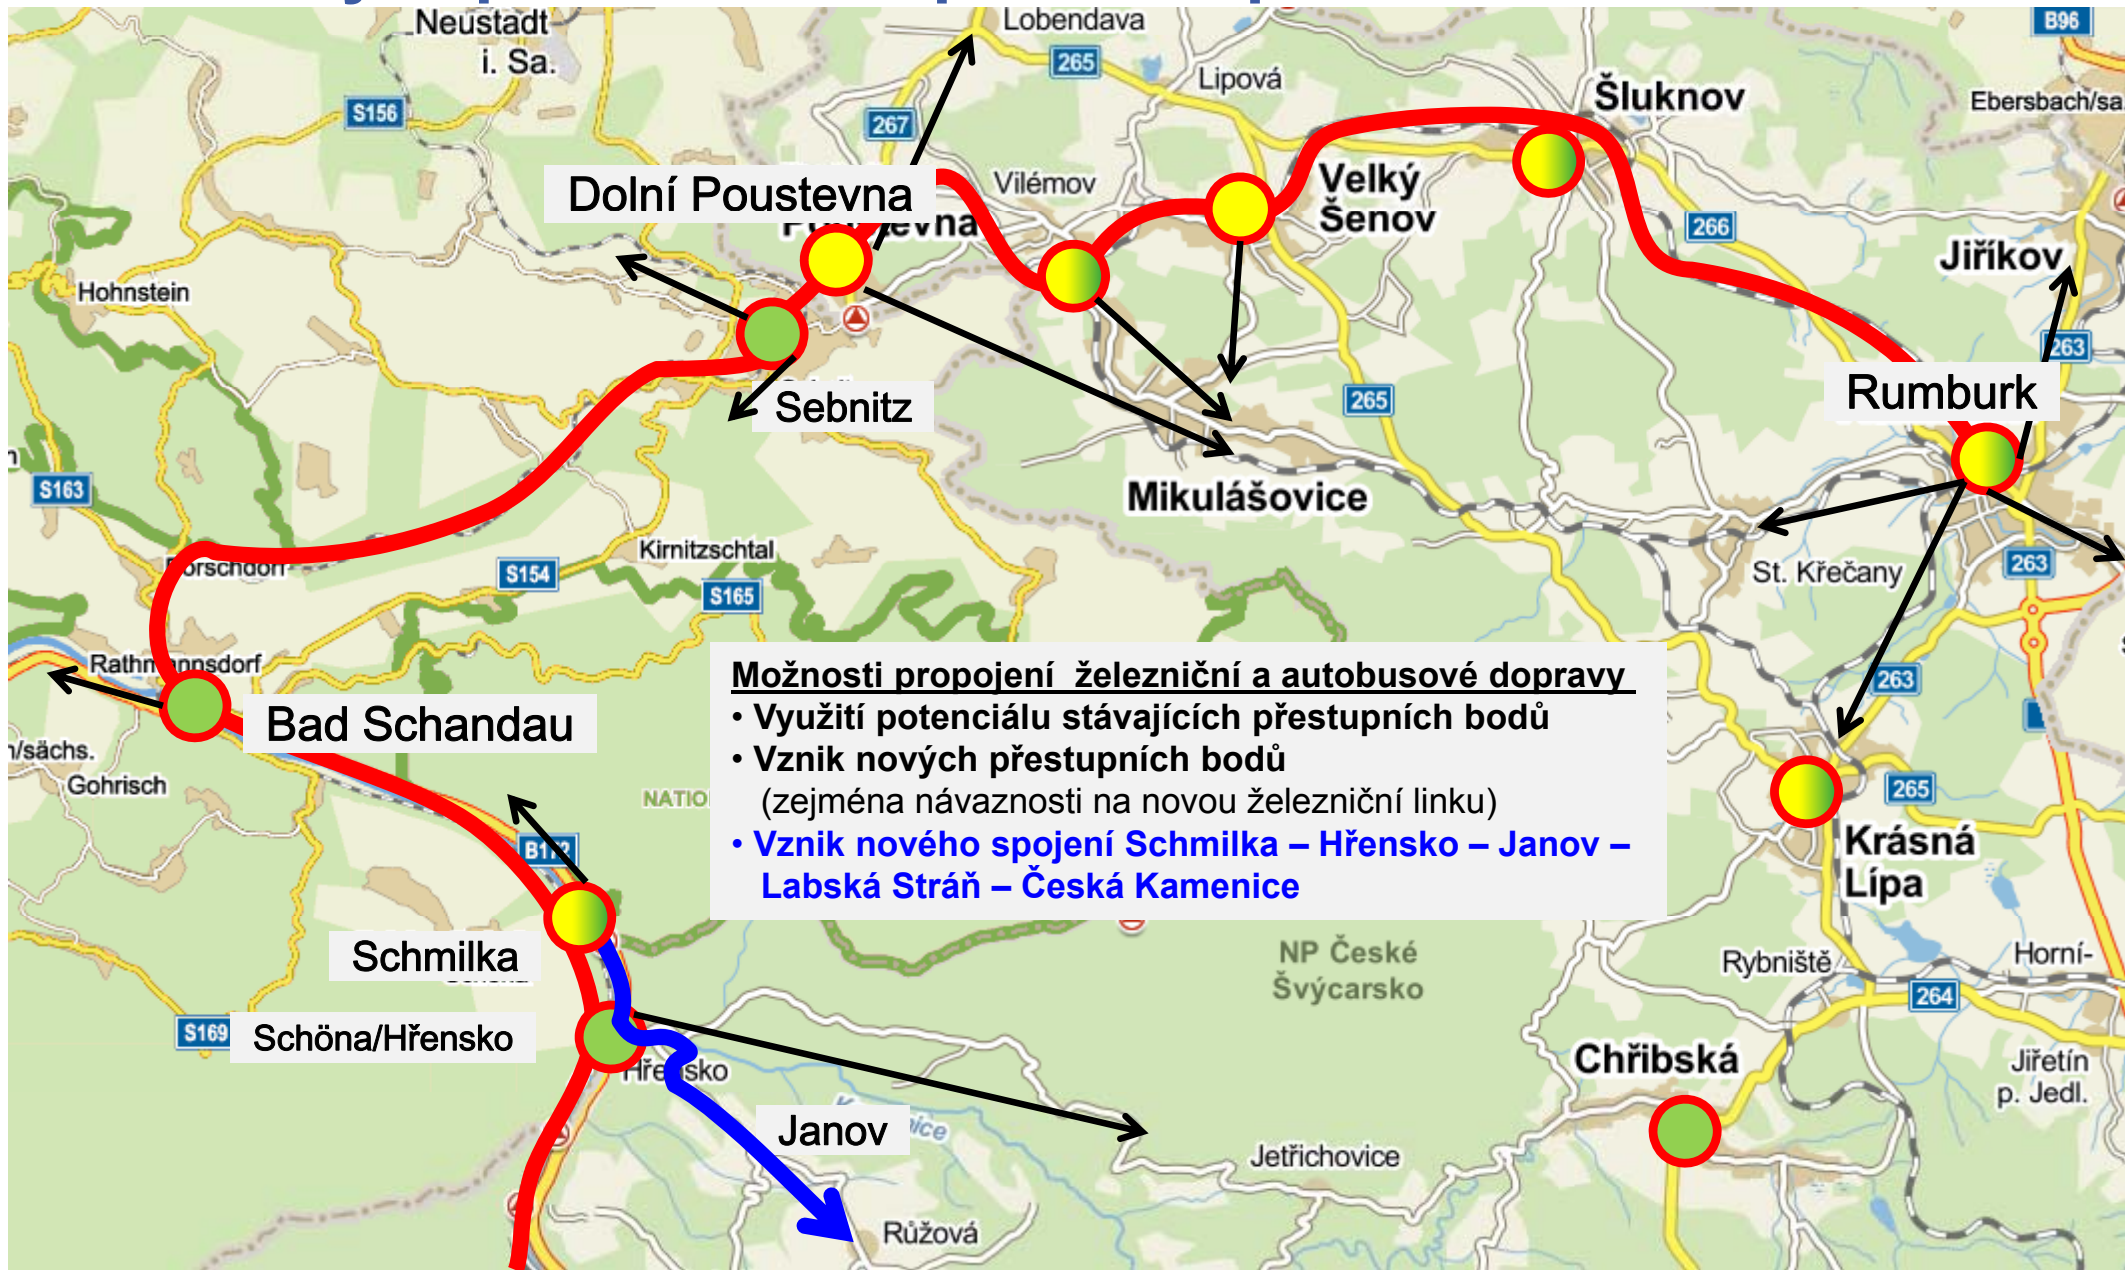 Neustadt
i. Sa.
Lobendava
B96
265
Lipová
S156
267
Šluknov
Ebersbach/sa
Dolní Poustevna
Vilémov
Velký
Šenov
266
Jiříkov
Hohnstein
263
Sebnitz
265
Rumburk
S163
Mikulášovice
Kirnitzschtal
S154
S165
St. Křečany
263
Rathmannsdorf
Možnosti propojení železniční a autobusové dopravy
• Využití potenciálu stávajících přestupních bodů
• Vznik nových přestupních bodů
(zejména návaznosti na novou železniční linku)
• Vznik nového spojení Schmilka – Hřensko – Janov –
Labská Stráň – Česká Kamenice
263
Bad Schandau
n/sächs.
Gohrisch
NATIO
265
B172
Krásná
Lípa
Schmilka
NP České
Švýcarsko
Rybniště
Horní-
264
S169
Schöna/Hřensko
Hřensko
Chřibská
Jiřetín
p. Jedl.
Janov
Jetřichovice
Růžová